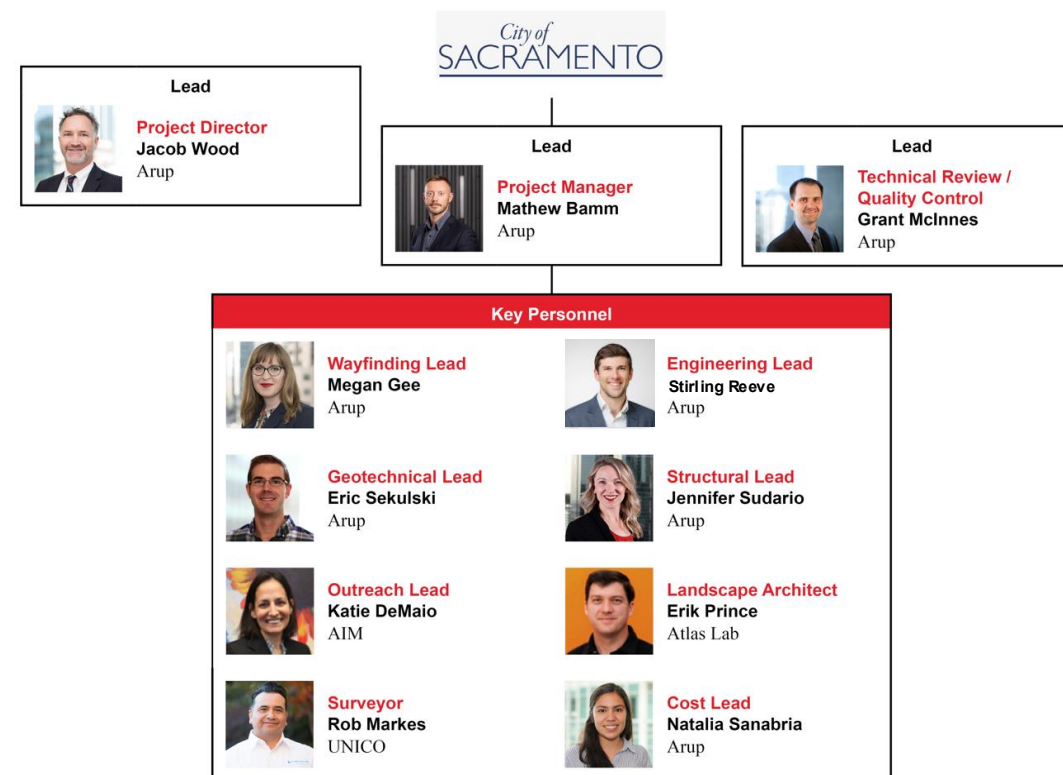 City of
SACRAMENTO
Lead
Project Director
Jacob Wood
Arup
Lead
Project Manager
Mathew Bamm
Arup
Lead
Technical Review /
Quality Control
Grant McInnes
Arup
Key Personnel
Wayfinding Lead
Megan Gee
Arup
Engineering Lead
Stirling Reeve
Arup
Geotechnical Lead
Eric Sekulski
Arup
Structural Lead
Jennifer Sudario
Arup
Outreach Lead
Katie DeMaio
AIM
Landscape Architect
Erik Prince
Atlas Lab
Surveyor
Rob Markes
UNICO
Cost Lead
Natalia Sanabria
Arup